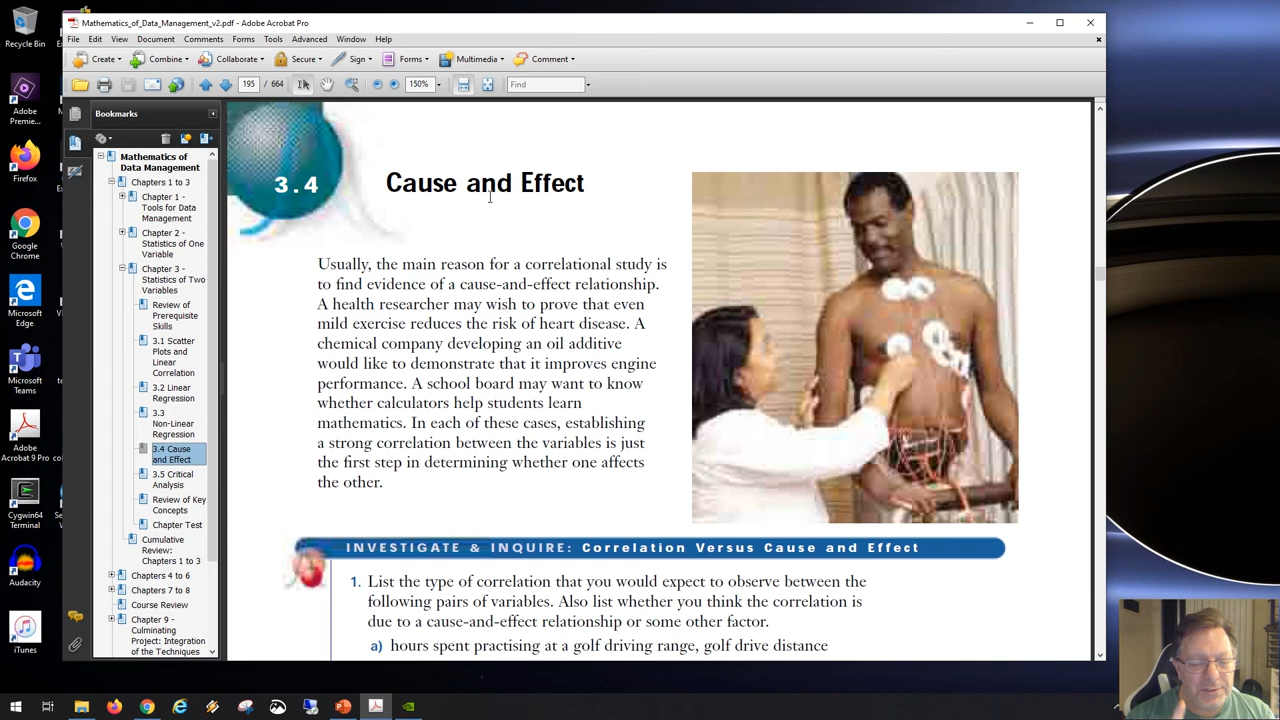 Mathematics_of_Data_Management_v2.pdf - Adobe Acrobat Pro
File Edit View Document Comments Forms Tools Advanced Window Help
Create Combine Collaborate Secure Sign Forms Multimedia Comment
195 / 664 150% Find
Recycle Bin
Adobe Premie...
Firefox
Google Chrome
Microsoft Edge
Microsoft Teams
Adobe Acrobat 9 Pro
Cygwin64 Terminal
Audacity
iTunes
Bookmarks
Mathematics of
Data Management
Chapters 1 to 3
Chapter 1 -
Tools for Data
Management
Chapter 2 -
Statistics of One
Variable
Chapter 3 -
Statistics of Two
Variables
Review of
Prerequisite
Skills
3.1 Scatter
Plots and
Linear
Correlation
3.2 Linear
Regression
3.3
Non-Linear
Regression
3.4 Cause
and Effect
3.5 Critical
Analysis
Review of Key
Concepts
Chapter Test
Cumulative
Review:
Chapters 1 to 3
Chapters 4 to 6
Chapters 7 to 8
Course Review
Chapter 9 -
Culminating
Project: Integration
of the Techniques
3.4 Cause and Effect
Usually, the main reason for a correlational study is
to find evidence of a cause-and-effect relationship.
A health researcher may wish to prove that even
mild exercise reduces the risk of heart disease. A
chemical company developing an oil additive
would like to demonstrate that it improves engine
performance. A school board may want to know
whether calculators help students learn
mathematics. In each of these cases, establishing
a strong correlation between the variables is just
the first step in determining whether one affects
the other.
INVESTIGATE & INQUIRE: Correlation Versus Cause and Effect
1. List the type of correlation that you would expect to observe between the
following pairs of variables. Also list whether you think the correlation is
due to a cause-and-effect relationship or some other factor.
a) hours spent practising at a golf driving range, golf drive distance